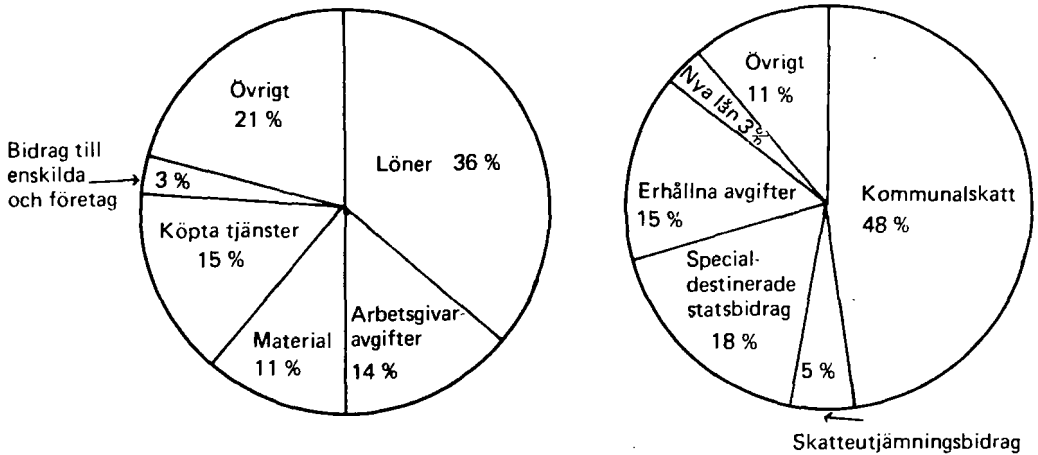 Övrigt
21 %
Löner 36 %
Bidrag till
enskilda
och företag
3 %
Köpta tjänster
15 %
Material
11 %
Arbetsgivar-
avgifter
14 %
Övrigt
11 %
Nya lån 3%
Erhållna avgifter
15 %
Kommunalskatt
48 %
Special-
destinerade
statsbidrag
18 %
5 %
Skatteutjämningsbidrag